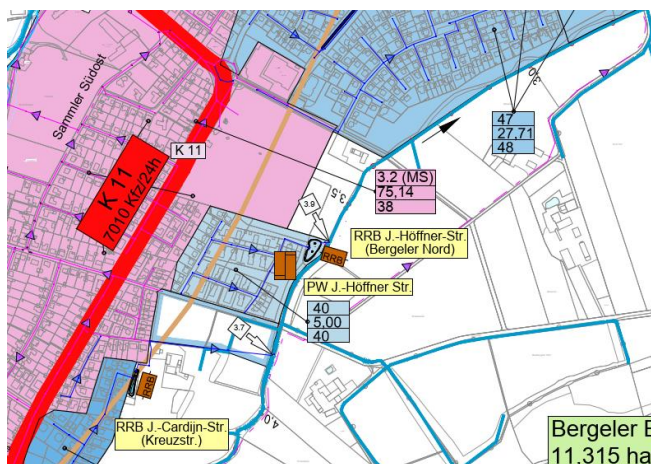 Sammler Südost
K 11
7010 Kfz/24h
K 11
3,0
47
27,71
48
3.2 (MS)
75,14
38
3,5
3.9
RRB J.-Höffner-Str.
(Bergeler Nord)
RRB
PW J.-Höffner Str.
40
5,00
40
3.7
RRB
RRB J.-Cardijn-Str.
(Kreuzstr.)
4,0
Bergeler B
11.315 ha